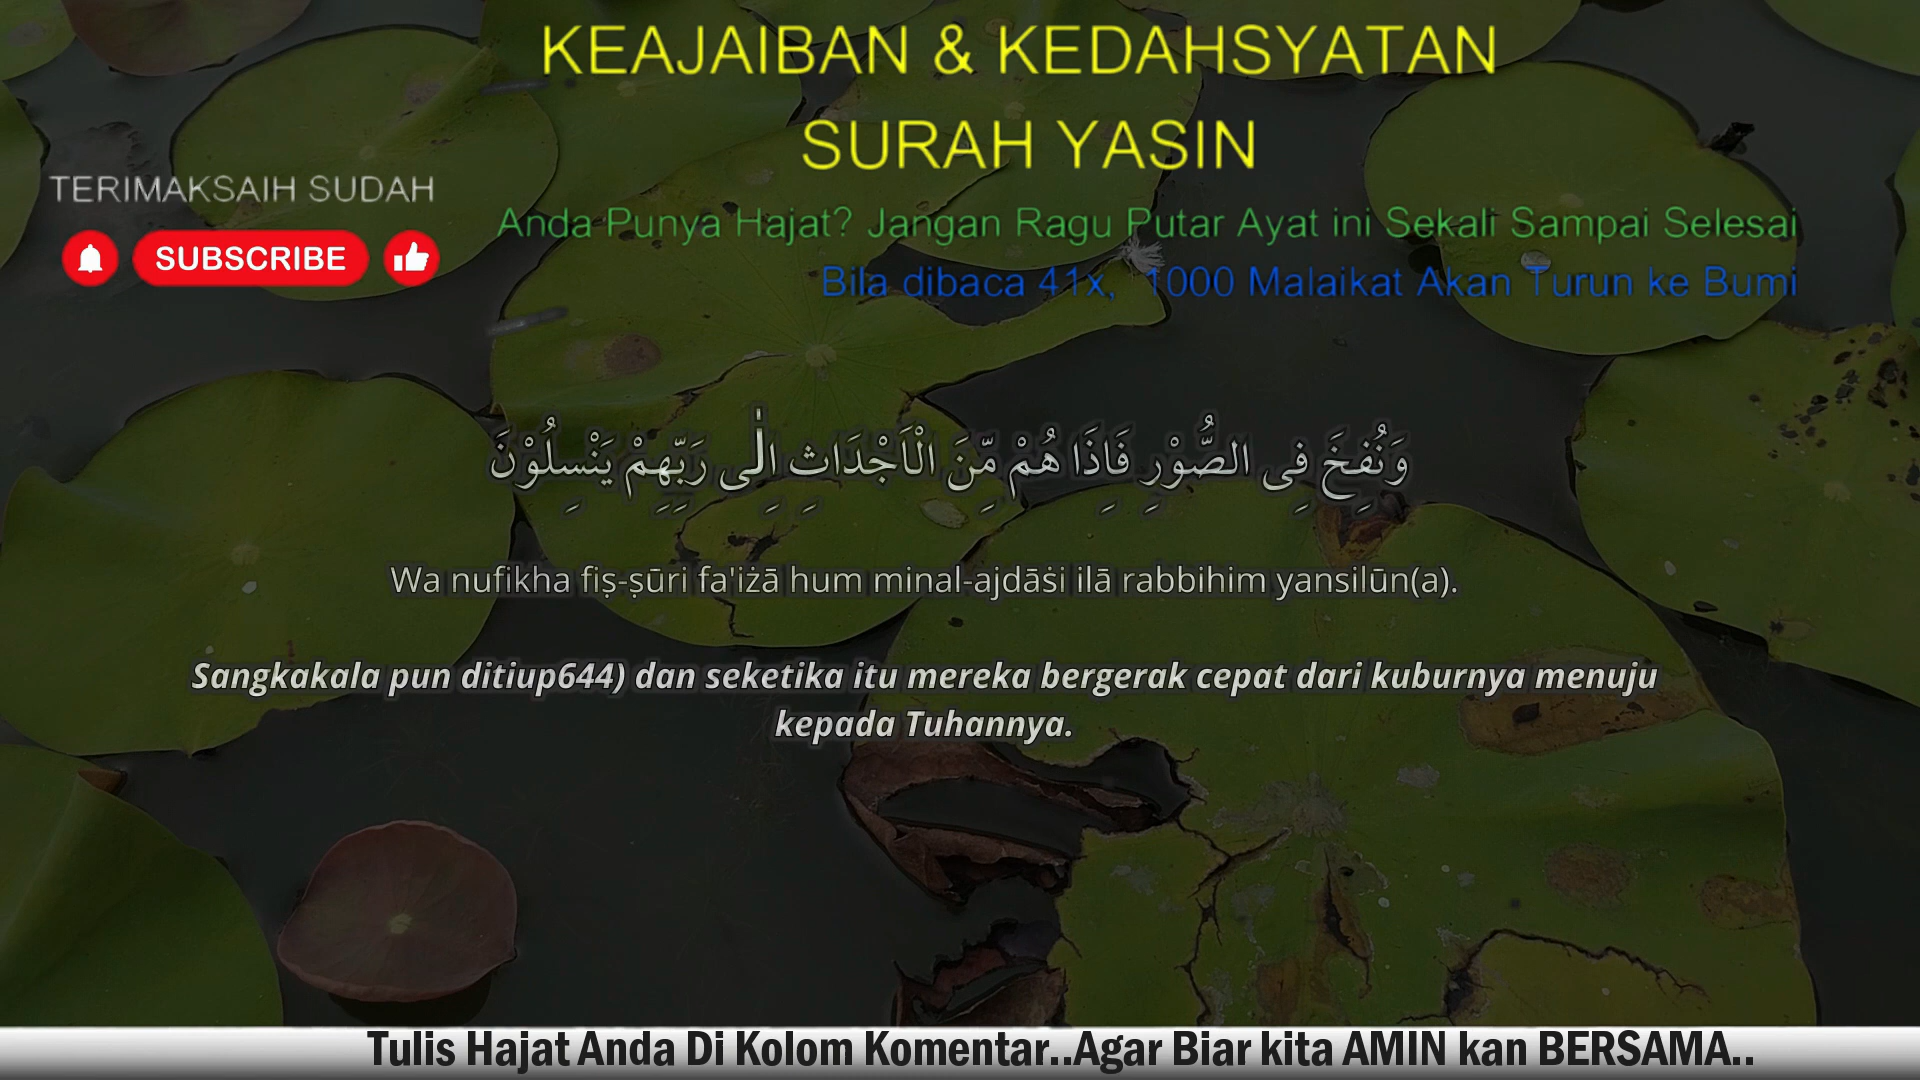 KEAJAIBAN & KEDAHSYATAN
SURAH YASIN
TERIMAKSAIH SUDAH
SUBSCRIBE
Anda Punya Hajat? Jangan Ragu Putar Ayat ini Sekali Sampai Selesai
Bila dibaca 41x, 1000 Malaikat Akan Turun ke Bumi
وَنُفِخَ فِى الصُّوْرِ فَاِذَا هُمْ مِّنَ الْاَجْدَاثِ اِلٰى رَبِّهِمْ يَنْسِلُوْنَ
Wa nufikha fiṣ-ṣūri fa'iżā hum minal-ajdāṡi ilā rabbihim yansilūn(a).
Sangkakala pun ditiup644) dan seketika itu mereka bergerak cepat dari kuburnya menuju
kepada Tuhannya.
Tulis Hajat Anda Di Kolom Komentar..Agar Biar kita AMIN kan BERSAMA..